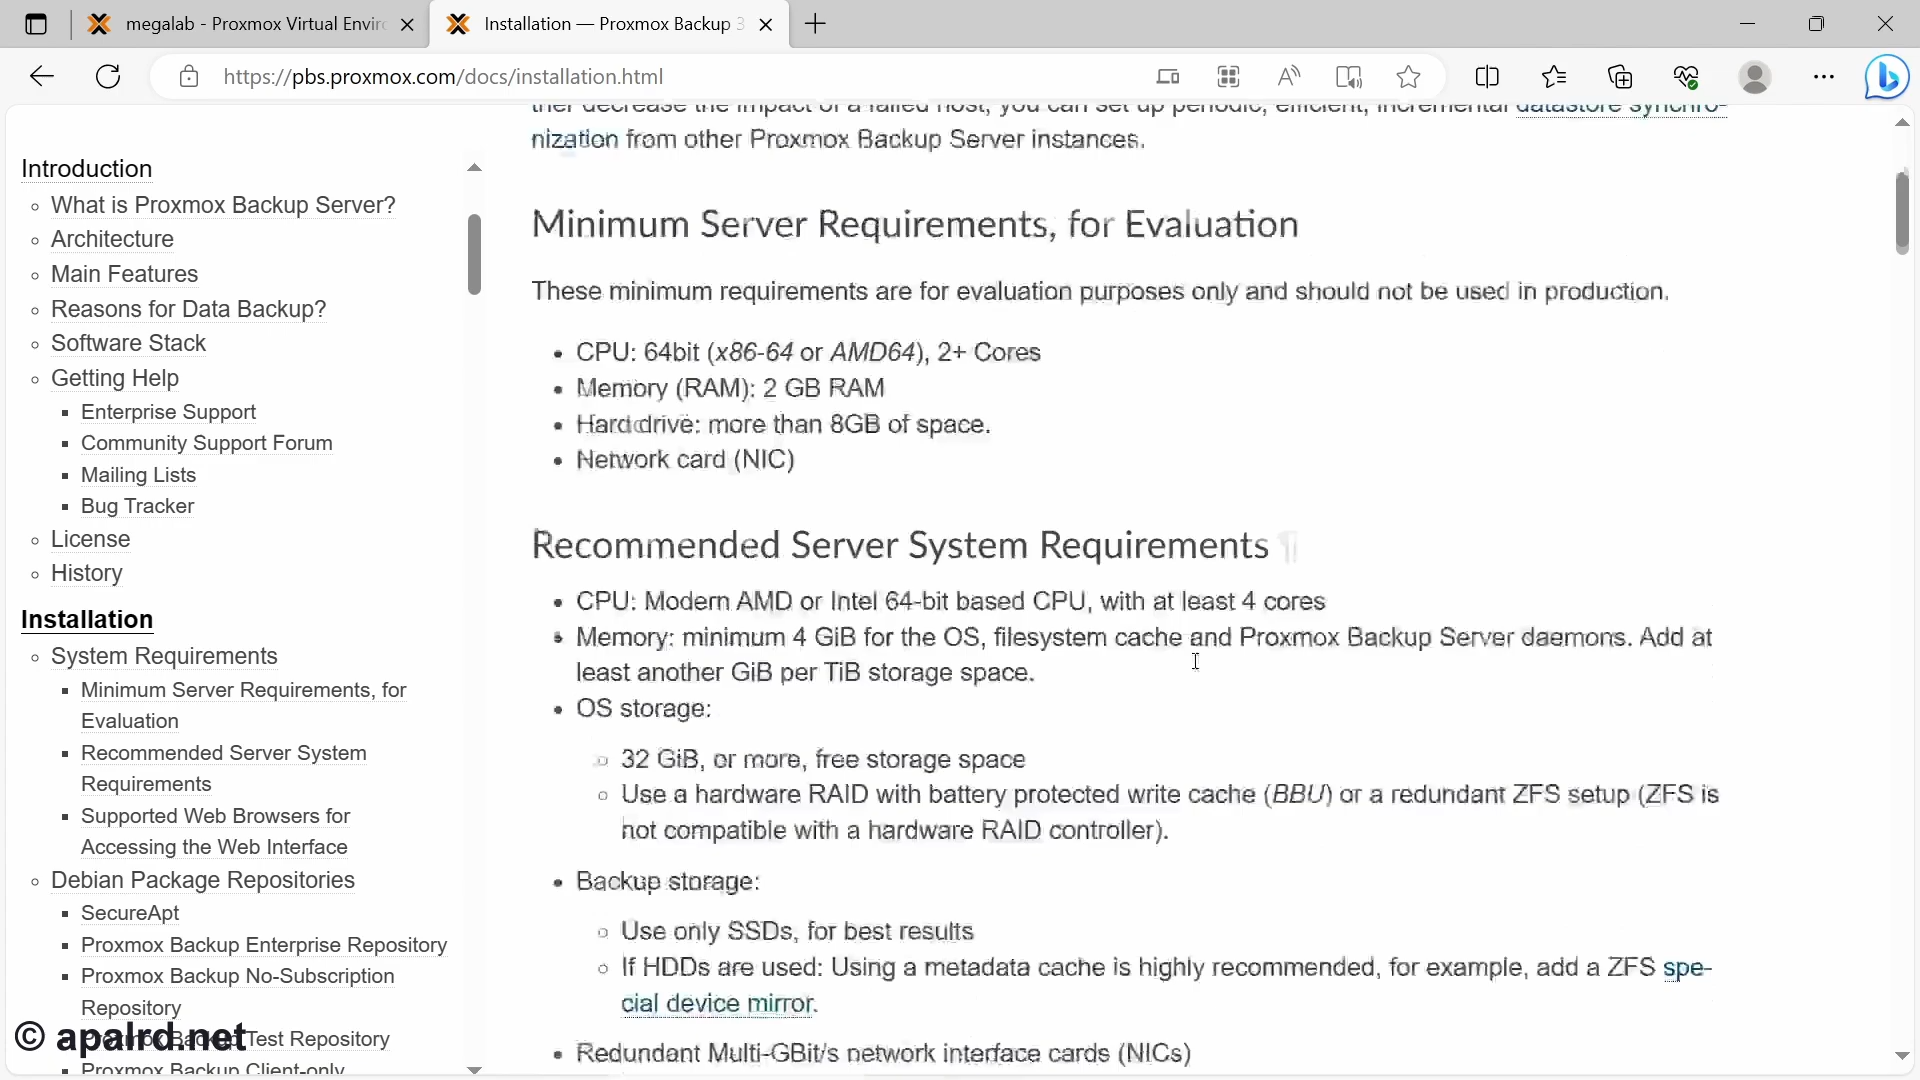 megalab - Proxmox Virtual Enviro
Installation — Proxmox Backup 3
https://pbs.proxmox.com/docs/installation.html
Introduction
What is Proxmox Backup Server?
Architecture
Main Features
Reasons for Data Backup?
Software Stack
Getting Help
Enterprise Support
Community Support Forum
Mailing Lists
Bug Tracker
License
History
Installation
System Requirements
Minimum Server Requirements, for
Evaluation
Recommended Server System
Requirements
Supported Web Browsers for
Accessing the Web Interface
Debian Package Repositories
SecureApt
Proxmox Backup Enterprise Repository
Proxmox Backup No-Subscription
Repository
Proxmox Backup Test Repository
Proxmox Backup Client-only
ther decrease the impact of a failed host, you can set up periodic, efficient, incremental datastore synchro-
nization from other Proxmox Backup Server instances.
Minimum Server Requirements, for Evaluation
These minimum requirements are for evaluation purposes only and should not be used in production.
CPU: 64bit (x86-64 or AMD64), 2+ Cores
Memory (RAM): 2 GB RAM
Hard drive: more than 8GB of space.
Network card (NIC)
Recommended Server System Requirements ¶
CPU: Modern AMD or Intel 64-bit based CPU, with at least 4 cores
Memory: minimum 4 GiB for the OS, filesystem cache and Proxmox Backup Server daemons. Add at
least another GiB per TiB storage space.
OS storage:
32 GiB, or more, free storage space
Use a hardware RAID with battery protected write cache (BBU) or a redundant ZFS setup (ZFS is
not compatible with a hardware RAID controller).
Backup storage:
Use only SSDs, for best results
If HDDs are used: Using a metadata cache is highly recommended, for example, add a ZFS spe-
cial device mirror.
Redundant Multi-GBit/s network interface cards (NICs)
© apalrd.net